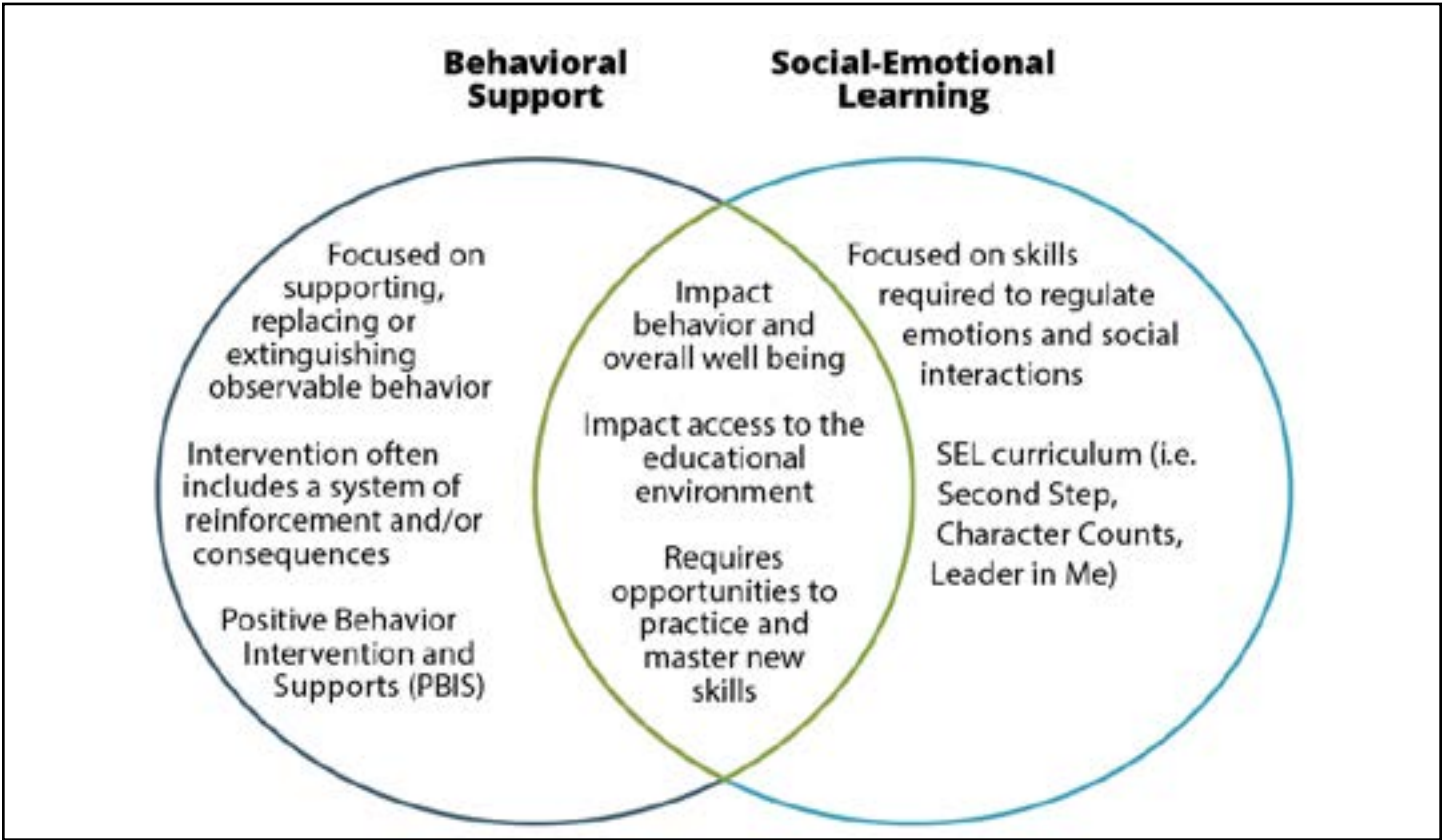 Behavioral
Support
Social-Emotional
Learning
Focused on
supporting,
replacing or
extinguishing
observable behavior
Intervention often
includes a system of
reinforcement and/or
consequences
Positive Behavior
Intervention and
Supports (PBIS)
Impact
behavior and
overall well being
Impact access to the
educational
environment
Requires
opportunities to
practice and
master new
skills
Focused on skills
required to regulate
emotions and social
interactions
SEL curriculum (i.e.
Second Step,
Character Counts,
Leader in Me)